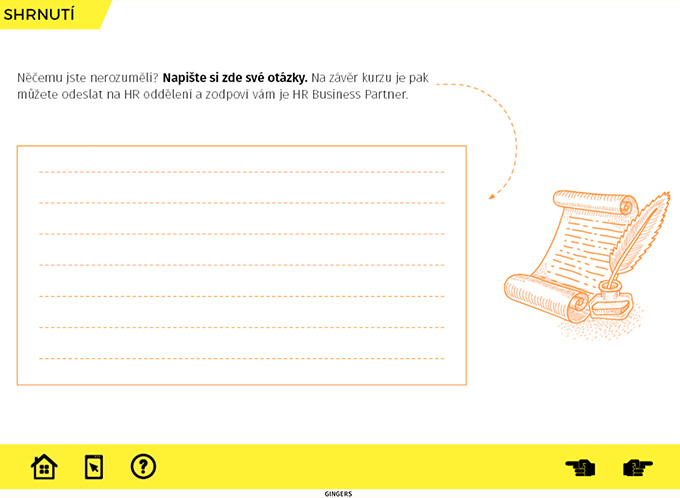 SHRNUTÍ
Něčemu jste nerozuměli? Napište si zde své otázky. Na závěr kurzu je pak
můžete odeslat na HR oddělení a zodpoví vám je HR Business Partner.
GINGERS